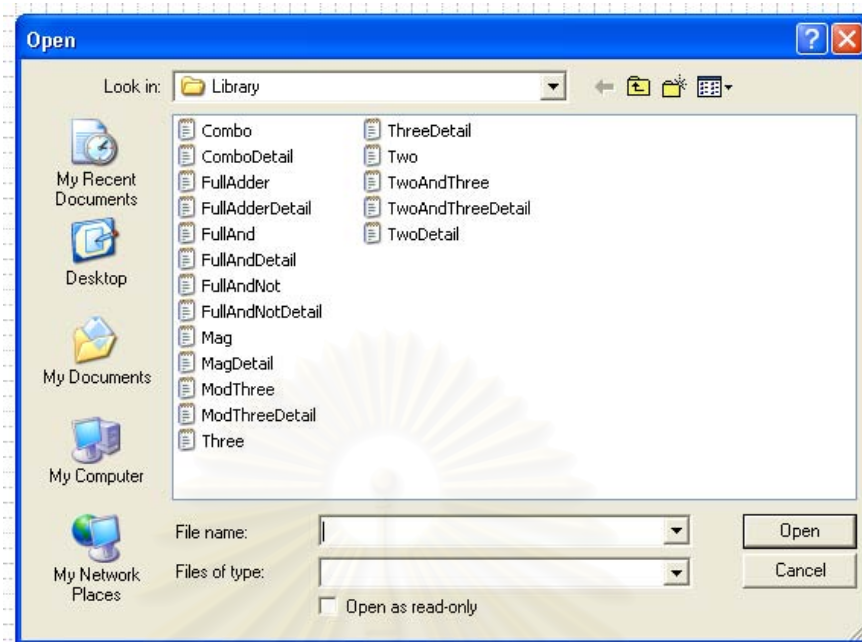 Open
Look in:
Library
My Recent
Documents
Desktop
My Documents
My Computer
My Network
Places
Combo
ComboDetail
FullAdder
FullAdderDetail
FullAnd
FullAndDetail
FullAndNot
FullAndNotDetail
Mag
MagDetail
ModThree
ModThreeDetail
Three
ThreeDetail
Two
TwoAndThree
TwoAndThreeDetail
TwoDetail
File name:
Open
Files of type:
Cancel
Open as read-only